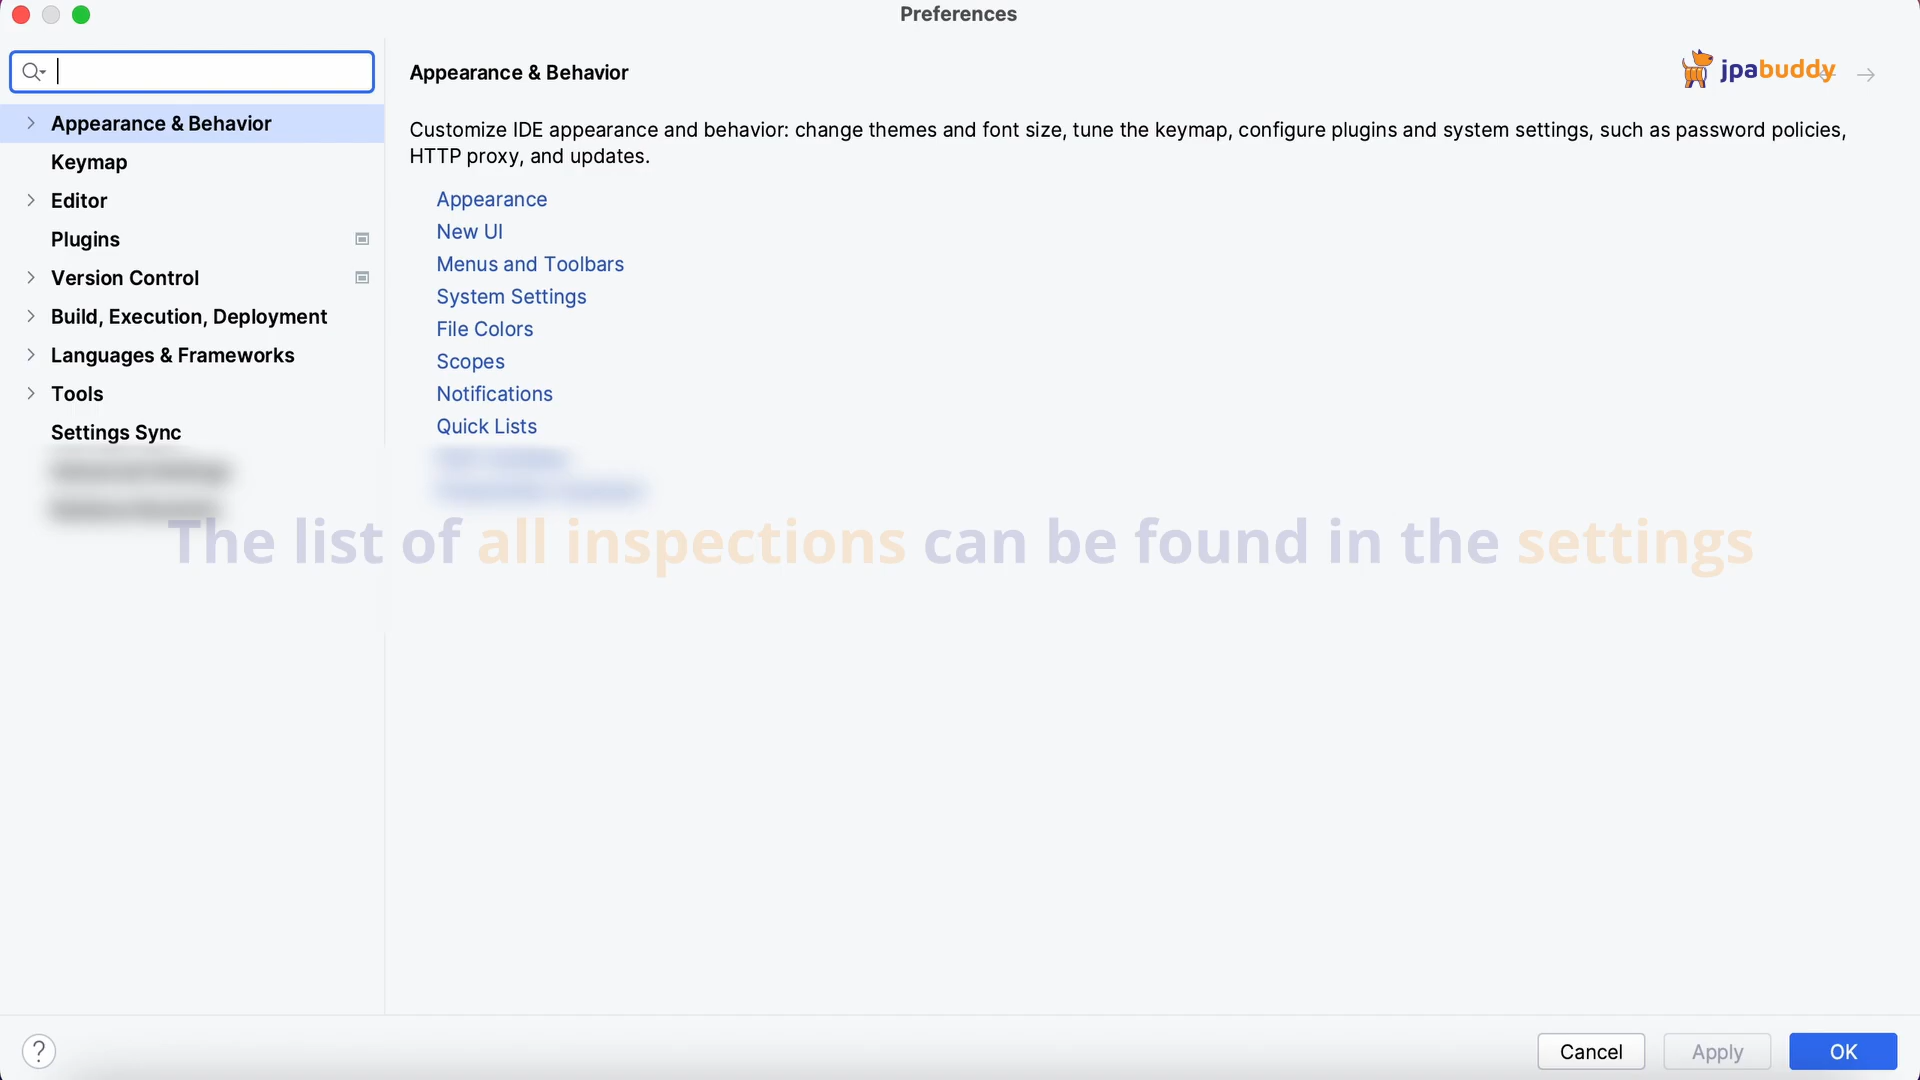 Preferences
Appearance & Behavior
Keymap
Editor
Plugins
Version Control
Build, Execution, Deployment
Languages & Frameworks
Tools
Settings Sync
Appearance & Behavior
jpabuddy
Customize IDE appearance and behavior: change themes and font size, tune the keymap, configure plugins and system settings, such as password policies,
HTTP proxy, and updates.
Appearance
New UI
Menus and Toolbars
System Settings
File Colors
Scopes
Notifications
Quick Lists
The list of all inspections can be found in the settings
?
Cancel
Apply
OK